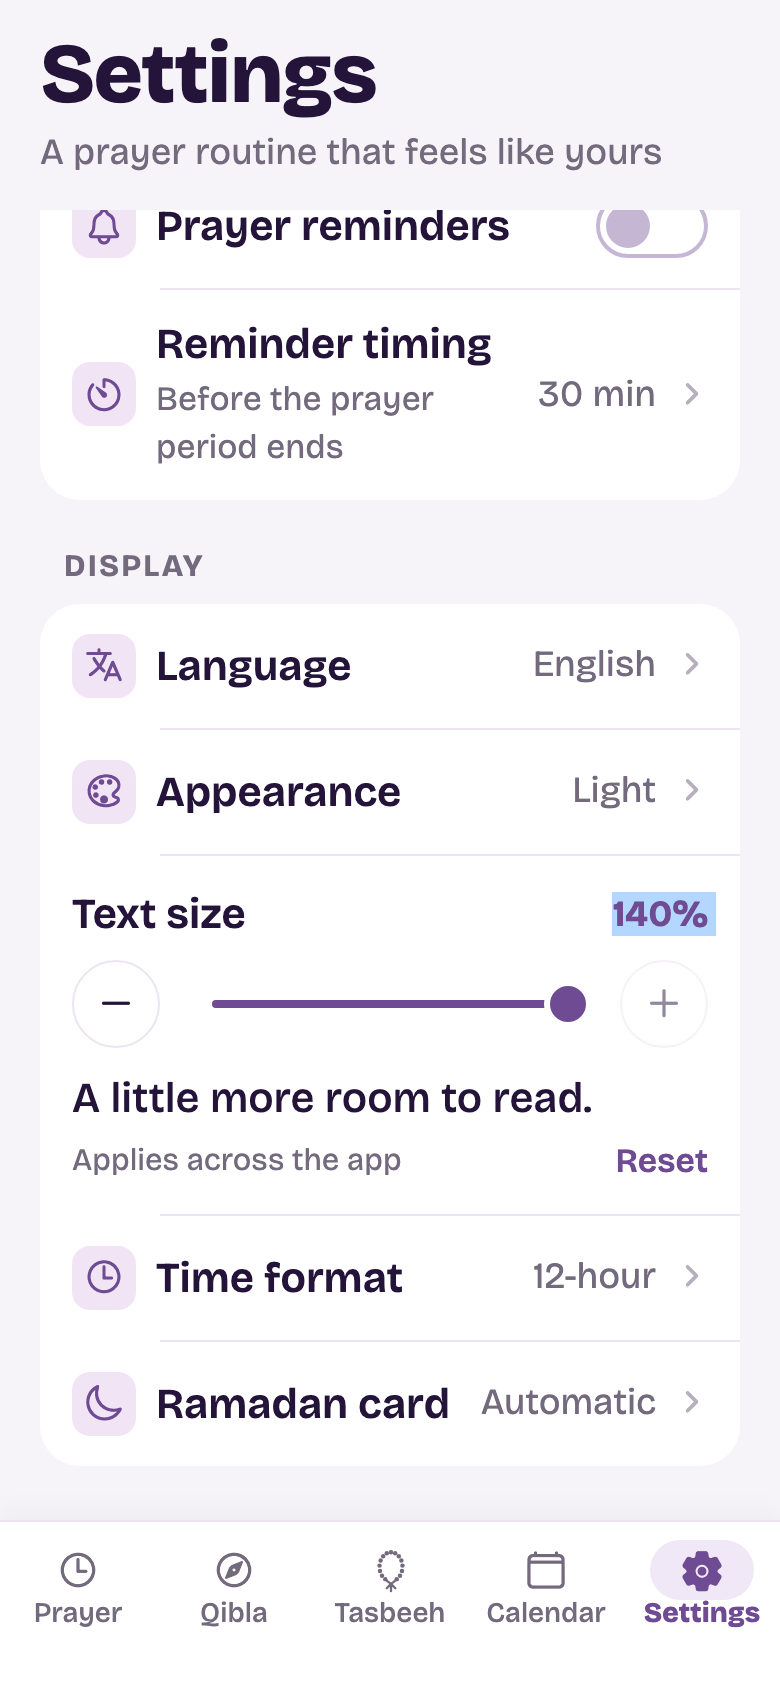 Settings
A prayer routine that feels like yours
Prayer reminders
Reminder timing
Before the prayer
period ends
30 min
DISPLAY
Language
English
Appearance
Light
Text size
140%
A little more room to read.
Applies across the app
Reset
Time format
12-hour
Ramadan card
Automatic
Prayer
Qibla
Tasbeeh
Calendar
Settings